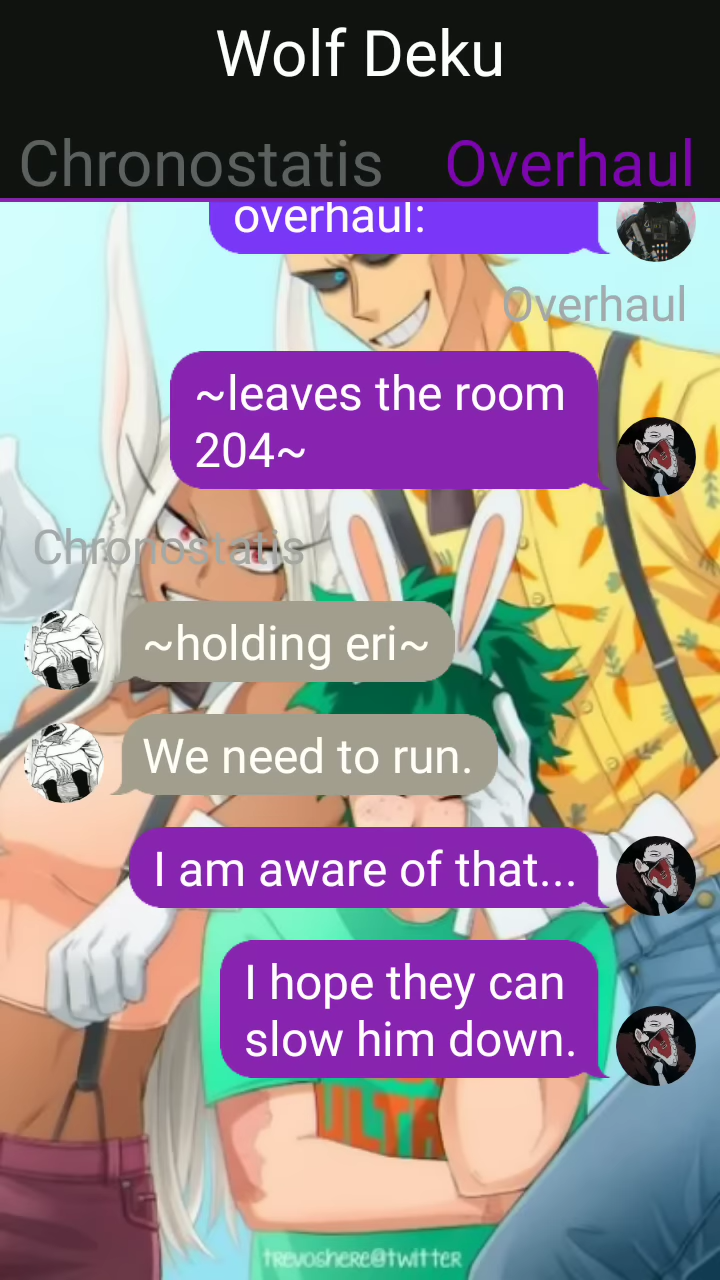 Wolf Deku
Chronostatis Overhaul
overhaul:
Overhaul
~leaves the room
204~
Chronostatis
~holding eri~
We need to run.
I am aware of that...
I hope they can
slow him down.
ULTRA
trevoshere@twitter